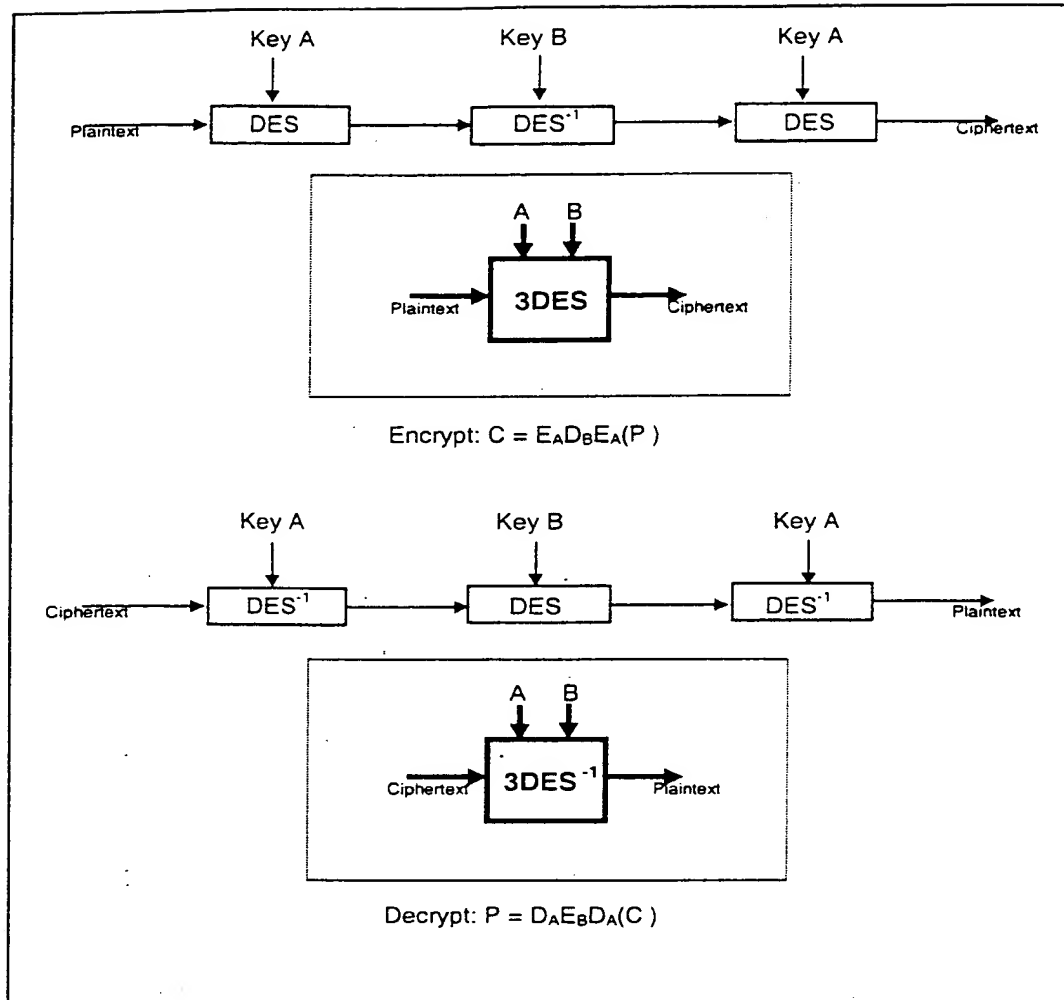 Key A Key B Key A
Plaintext DES DES⁻¹ DES Ciphertext
A B
Plaintext 3DES Ciphertext
Encrypt: C = EADBEA(P )
Key A Key B Key A
Ciphertext DES⁻¹ DES DES⁻¹ Plaintext
A B
Ciphertext 3DES⁻¹ Plaintext
Decrypt: P = DAEBDA(C )